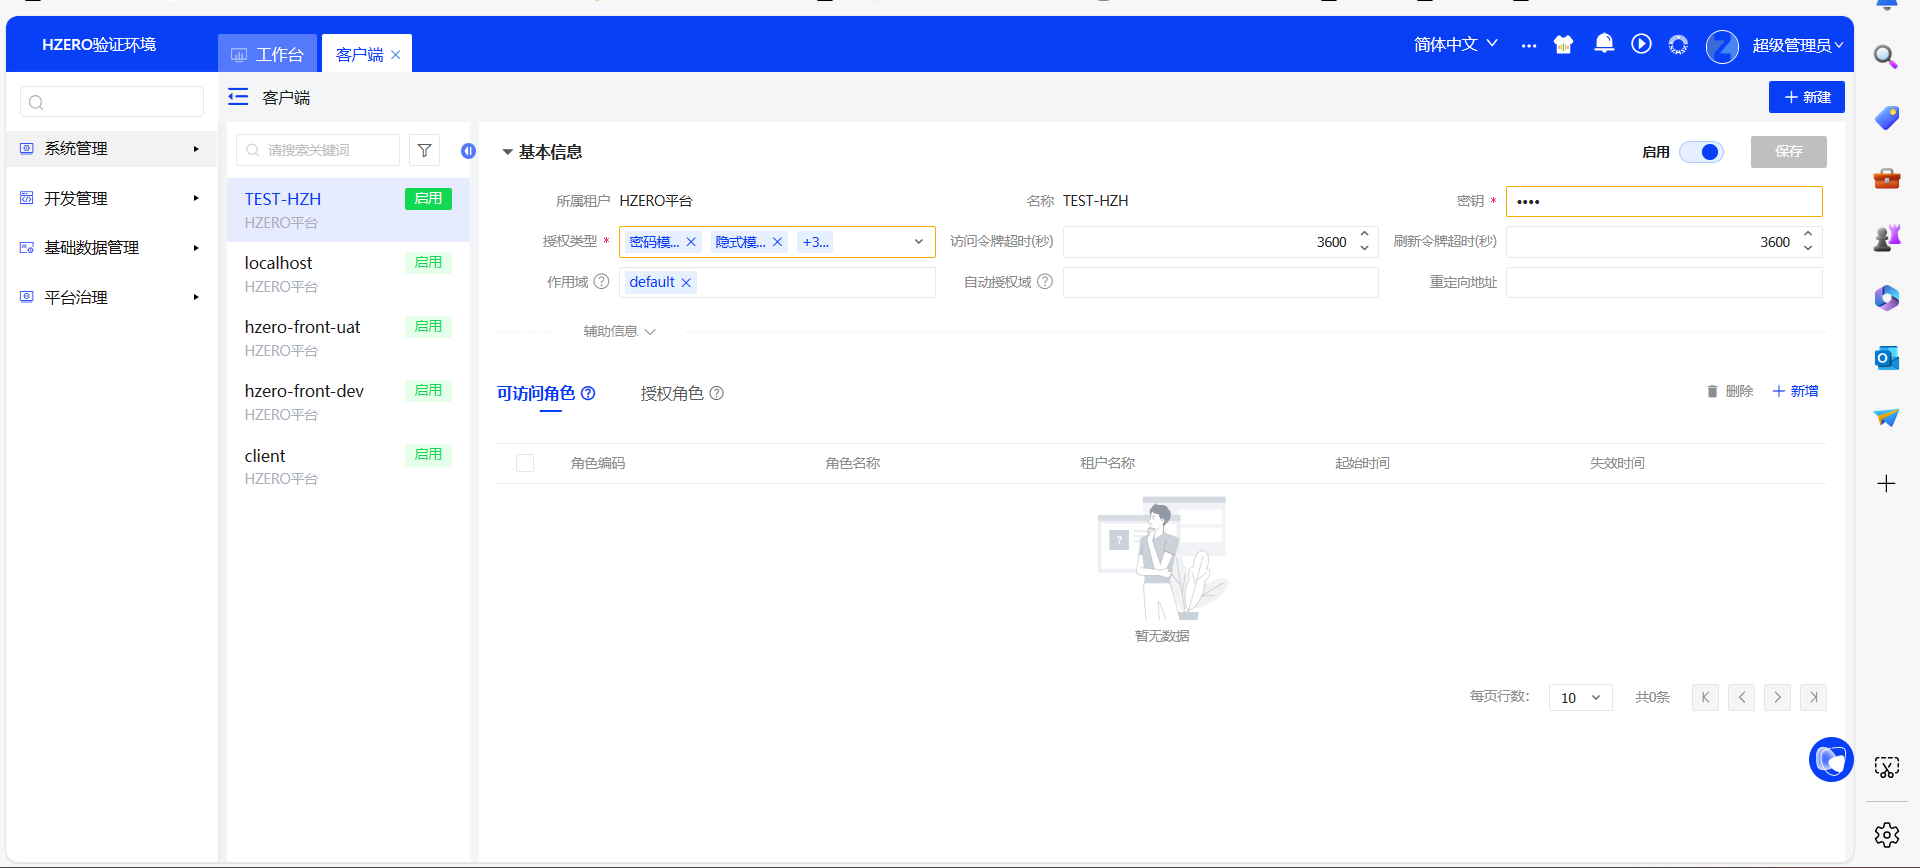 HZERO验证环境
工作台
客户端
简体中文
超级管理员
系统管理
开发管理
基础数据管理
平台治理
客户端
新建
请搜索关键词
TEST-HZH
启用
HZERO平台
localhost
启用
HZERO平台
hzero-front-uat
启用
HZERO平台
hzero-front-dev
启用
HZERO平台
client
启用
HZERO平台
基本信息
启用
保存
所属租户 HZERO平台
名称 TEST-HZH
密钥 * ••••
授权类型 * 密码模... 隐式模... +3...
访问令牌超时(秒) 3600
刷新令牌超时(秒) 3600
作用域 default
自动授权域
重定向地址
辅助信息
可访问角色
授权角色
删除
新增
角色编码 角色名称 租户名称 起始时间 失效时间
?
暂无数据
每页行数: 10 共0条